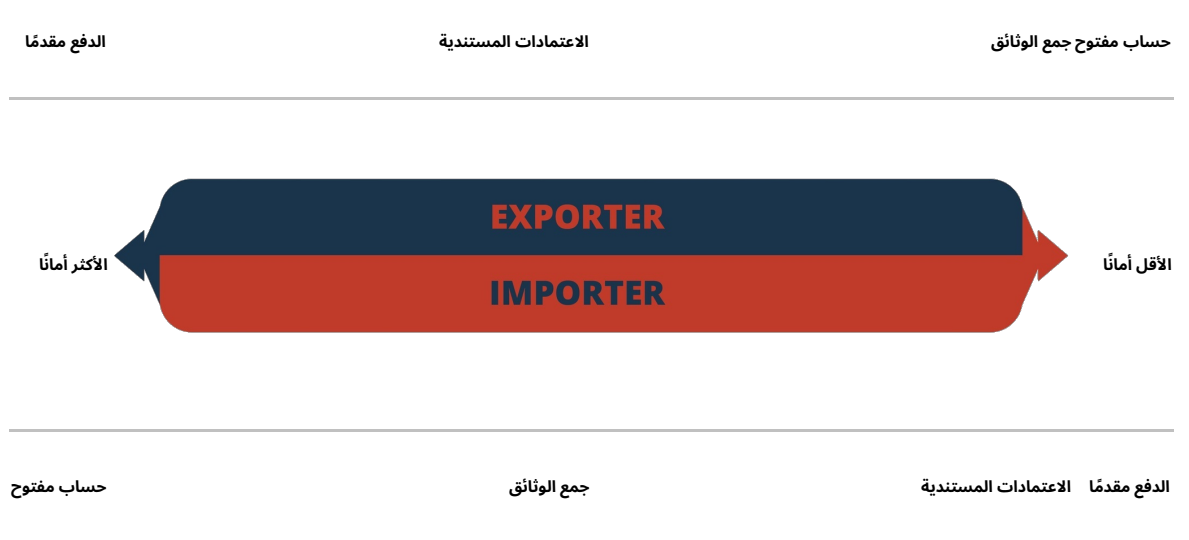 الدفع مقدمًا
الاعتمادات المستندية
حساب مفتوح جمع الوثائق
EXPORTER
الأكثر أمانًا
الأقل أمانًا
IMPORTER
حساب مفتوح
جمع الوثائق
الاعتمادات المستندية
الدفع مقدمًا